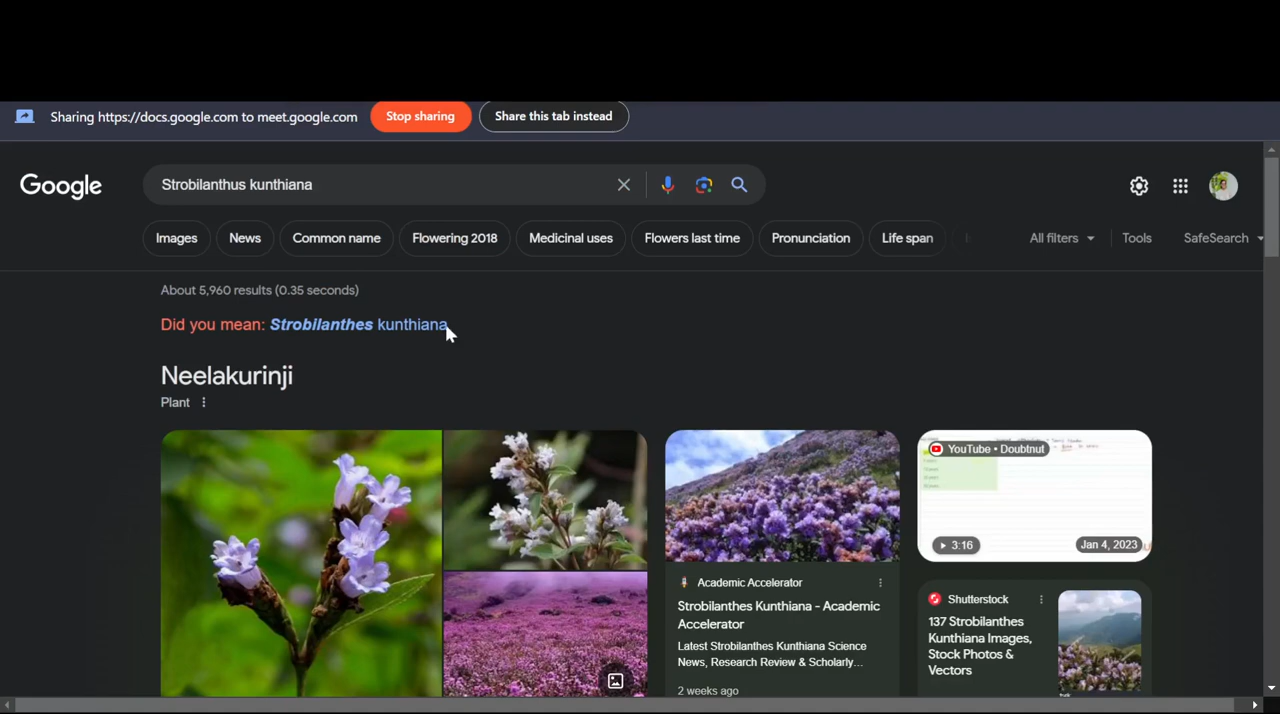 Sharing https://docs.google.com to meet.google.com Stop sharing Share this tab instead
Google Strobilanthus kunthiana
Images News Common name Flowering 2018 Medicinal uses Flowers last time Pronunciation Life span All filters Tools SafeSearch
About 5,960 results (0.35 seconds)
Did you mean: Strobilanthes kunthiana
Neelakurinji
Plant
YouTube • Doubtnut
3:16 Jan 4, 2023
Academic Accelerator
Strobilanthes Kunthiana - Academic
Accelerator
Latest Strobilanthes Kunthiana Science
News, Research Review & Scholarly...
2 weeks ago
Shutterstock
137 Strobilanthes
Kunthiana Images,
Stock Photos &
Vectors